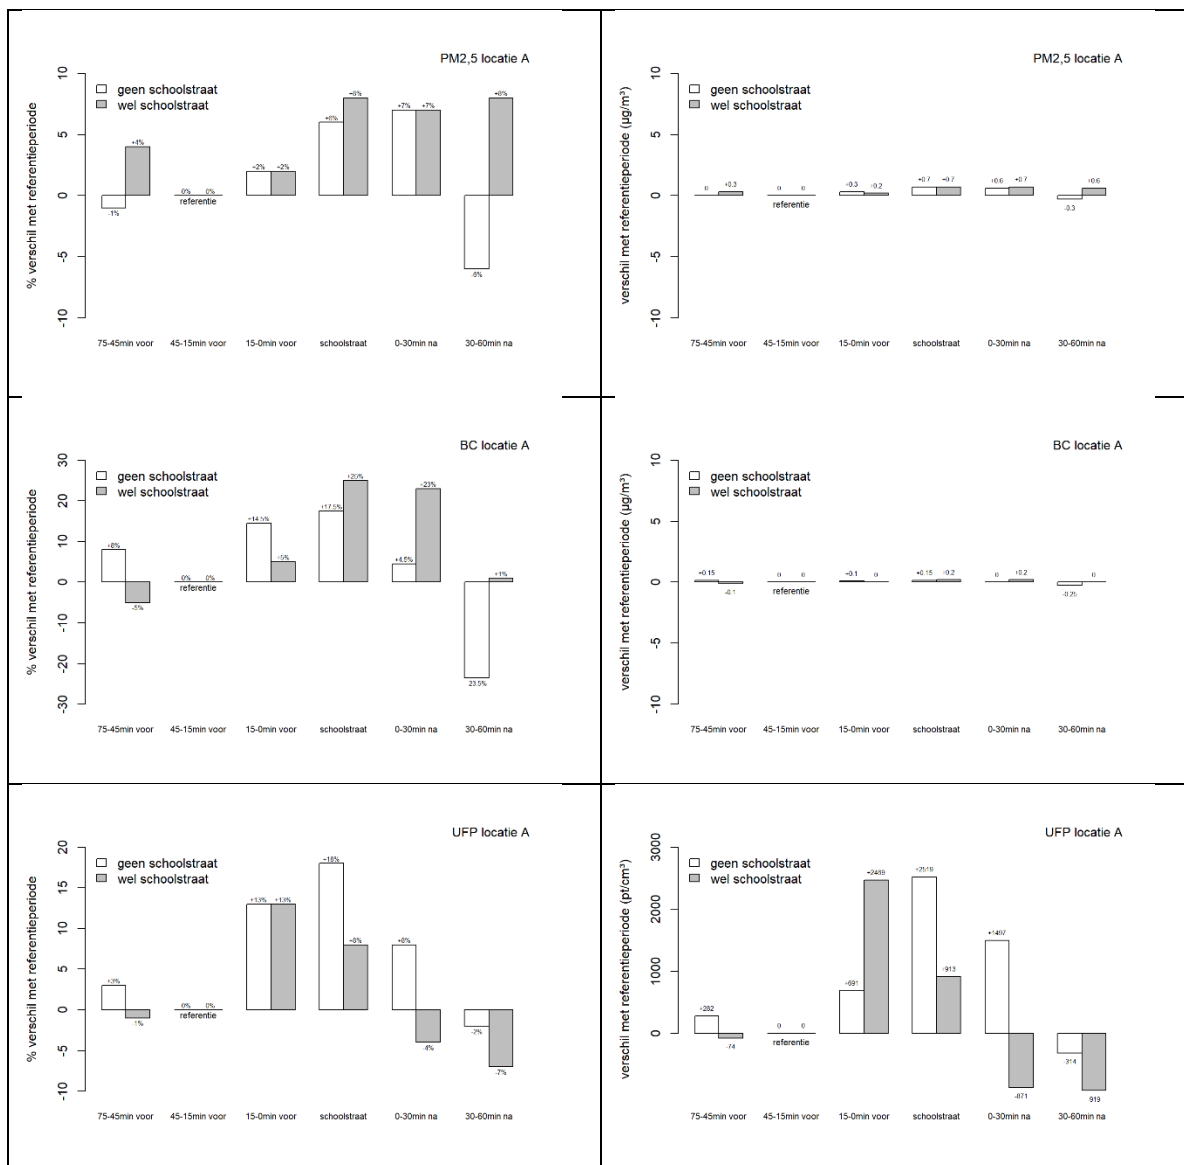 PM2,5 locatie A
geen schoolstraat
wel schoolstraat
% verschil met referentieperiode
10
5
0
-5
-10
-1%
+4%
0% 0%
referentie
+2% +2%
+6%
+8%
+7% +7%
-6%
+8%
75-45min voor 45-15min voor 15-0min voor schoolstraat 0-30min na 30-60min na
PM2,5 locatie A
geen schoolstraat
wel schoolstraat
verschil met referentieperiode (µg/m³)
10
5
0
-5
-10
0 +0.3
0 0
referentie
+0.3 +0.2
+0.7 +0.7
+0.6 +0.7
-0.3
+0.6
75-45min voor 45-15min voor 15-0min voor schoolstraat 0-30min na 30-60min na
BC locatie A
geen schoolstraat
wel schoolstraat
% verschil met referentieperiode
30
20
10
0
-10
-20
-30
+8%
-5%
0% 0%
referentie
+14.5%
+5%
+17.5%
+25%
+4.5%
+23%
23.5%
+1%
75-45min voor 45-15min voor 15-0min voor schoolstraat 0-30min na 30-60min na
BC locatie A
geen schoolstraat
wel schoolstraat
verschil met referentieperiode (µg/m³)
10
5
0
-5
-10
+0.15
-0.1
0 0
referentie
+0.1 0
+0.15 +0.2
0 +0.2
-0.25
0
75-45min voor 45-15min voor 15-0min voor schoolstraat 0-30min na 30-60min na
UFP locatie A
geen schoolstraat
wel schoolstraat
% verschil met referentieperiode
20
15
10
5
0
-5
-10
+3%
-1%
0% 0%
referentie
+13% +13%
+18%
+8%
+8%
-4%
-2%
-7%
75-45min voor 45-15min voor 15-0min voor schoolstraat 0-30min na 30-60min na
UFP locatie A
geen schoolstraat
wel schoolstraat
verschil met referentieperiode (pt/cm³)
3000
2000
1000
0
+282
-74
0 0
referentie
+691
+2489
+2519
+913
+1497
-871
-314
-919
75-45min voor 45-15min voor 15-0min voor schoolstraat 0-30min na 30-60min na